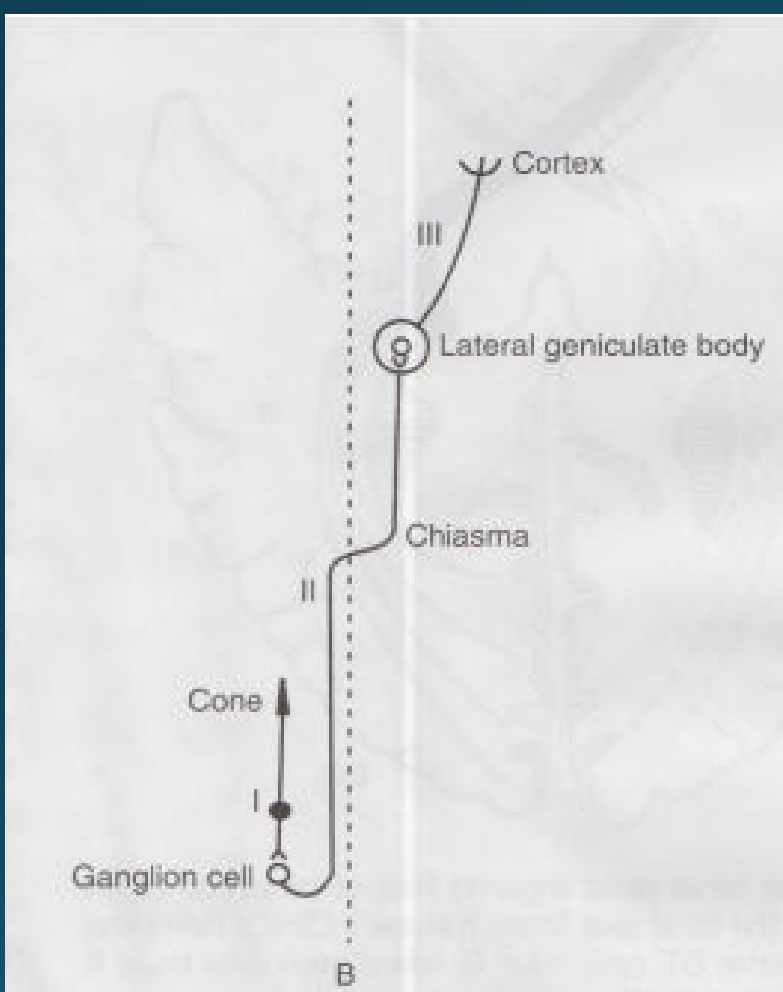 Cortex
III
Lateral geniculate body
Chiasma
II
Cone
I
Ganglion cell
B